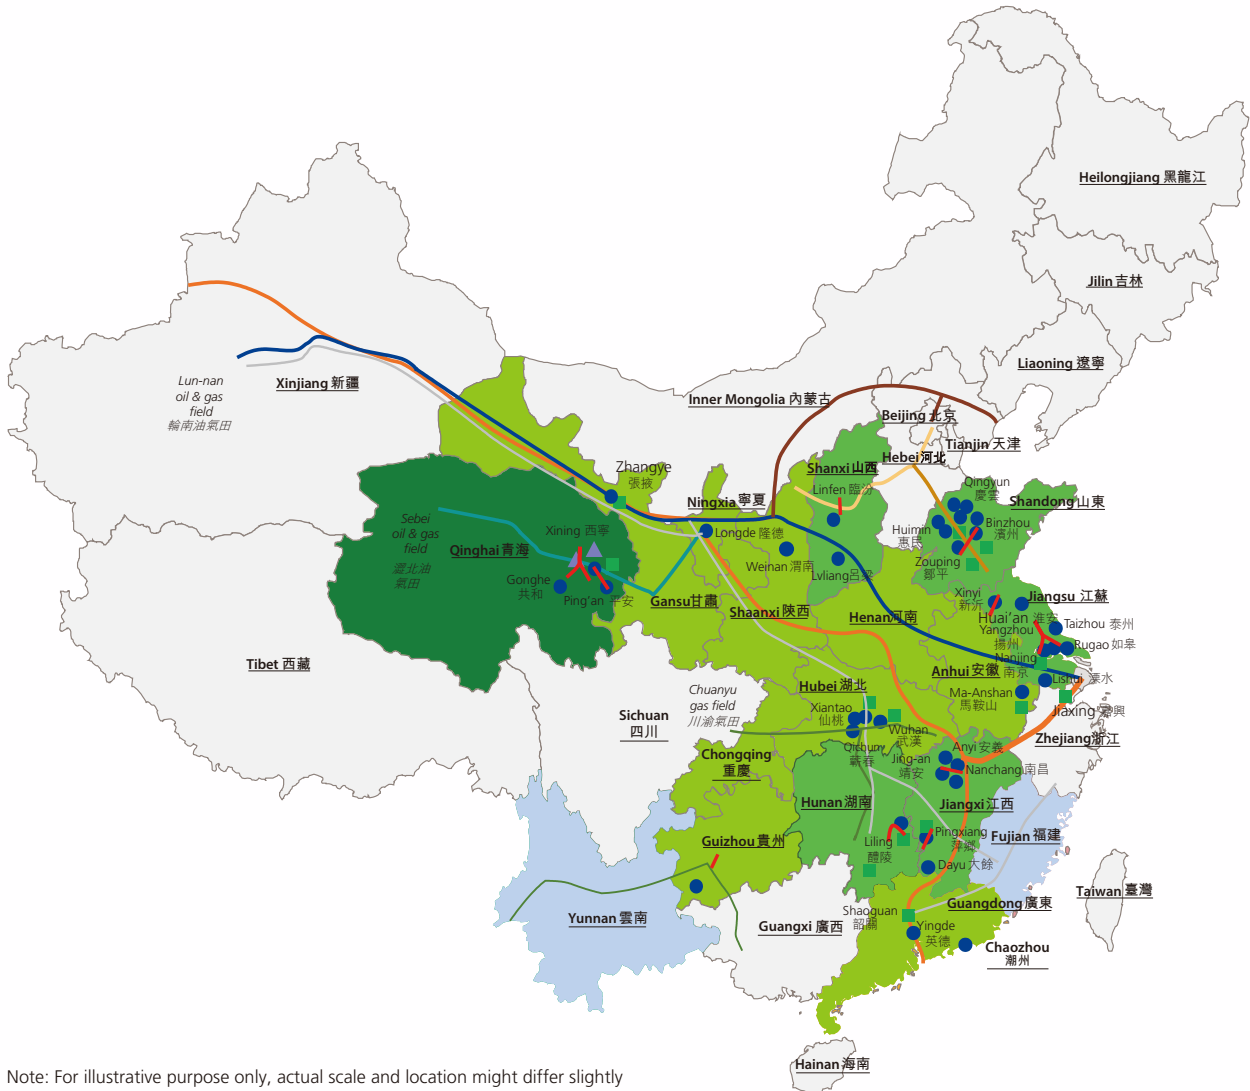 Heilongjiang 黑龍江
Jilin 吉林
Liaoning 遼寧
Lun-nan
oil & gas
field
輪南油氣田
Xinjiang 新疆
Inner Mongolia 內蒙古
Beijing 北京
Tianjin 天津
Hebei 河北
Zhangye
張掖
Shanxi 山西
Linfen 臨汾
Ningxia 寧夏
Qingyun
慶雲
Shandong 山東
Sebei
oil & gas
field
澀北油
氣田
Xining 西寧
Qinghai 青海
Longde 隆德
Huimin
惠民
Binzhou
濱州
Weinan 渭南
Lvliang 呂梁
Zouping
鄒平
Gonghe
共和
Ping'an 平安
Gansu 甘肅
Shaanxi 陝西
Henan 河南
Xinyi
新沂
Jiangsu 江蘇
Huai'an 淮安
Yangzhou
揚州
Taizhou 泰州
Rugao 如皋
Nanjing
南京
Tibet 西藏
Anhui 安徽
Lishui 溧水
Hubei 湖北
Ma-Anshan
馬鞍山
Chuanyu
gas field
川渝氣田
Sichuan
四川
Xiantao
仙桃
Wuhan
武漢
Jiaxing 嘉興
Zhejiang 浙江
Qichun
蘄春
Anyi 安義
Jing-an
靖安
Nanchang 南昌
Chongqing
重慶
Hunan 湖南
Jiangxi 江西
Guizhou 貴州
Liling
醴陵
Pingxiang
萍鄉
Fujian 福建
Dayu 大餘
Taiwan 臺灣
Guangdong 廣東
Shaoguan
韶關
Yunnan 雲南
Guangxi 廣西
Yingde
英德
Chaozhou
潮州
Hainan 海南
Note: For illustrative purpose only, actual scale and location might differ slightly